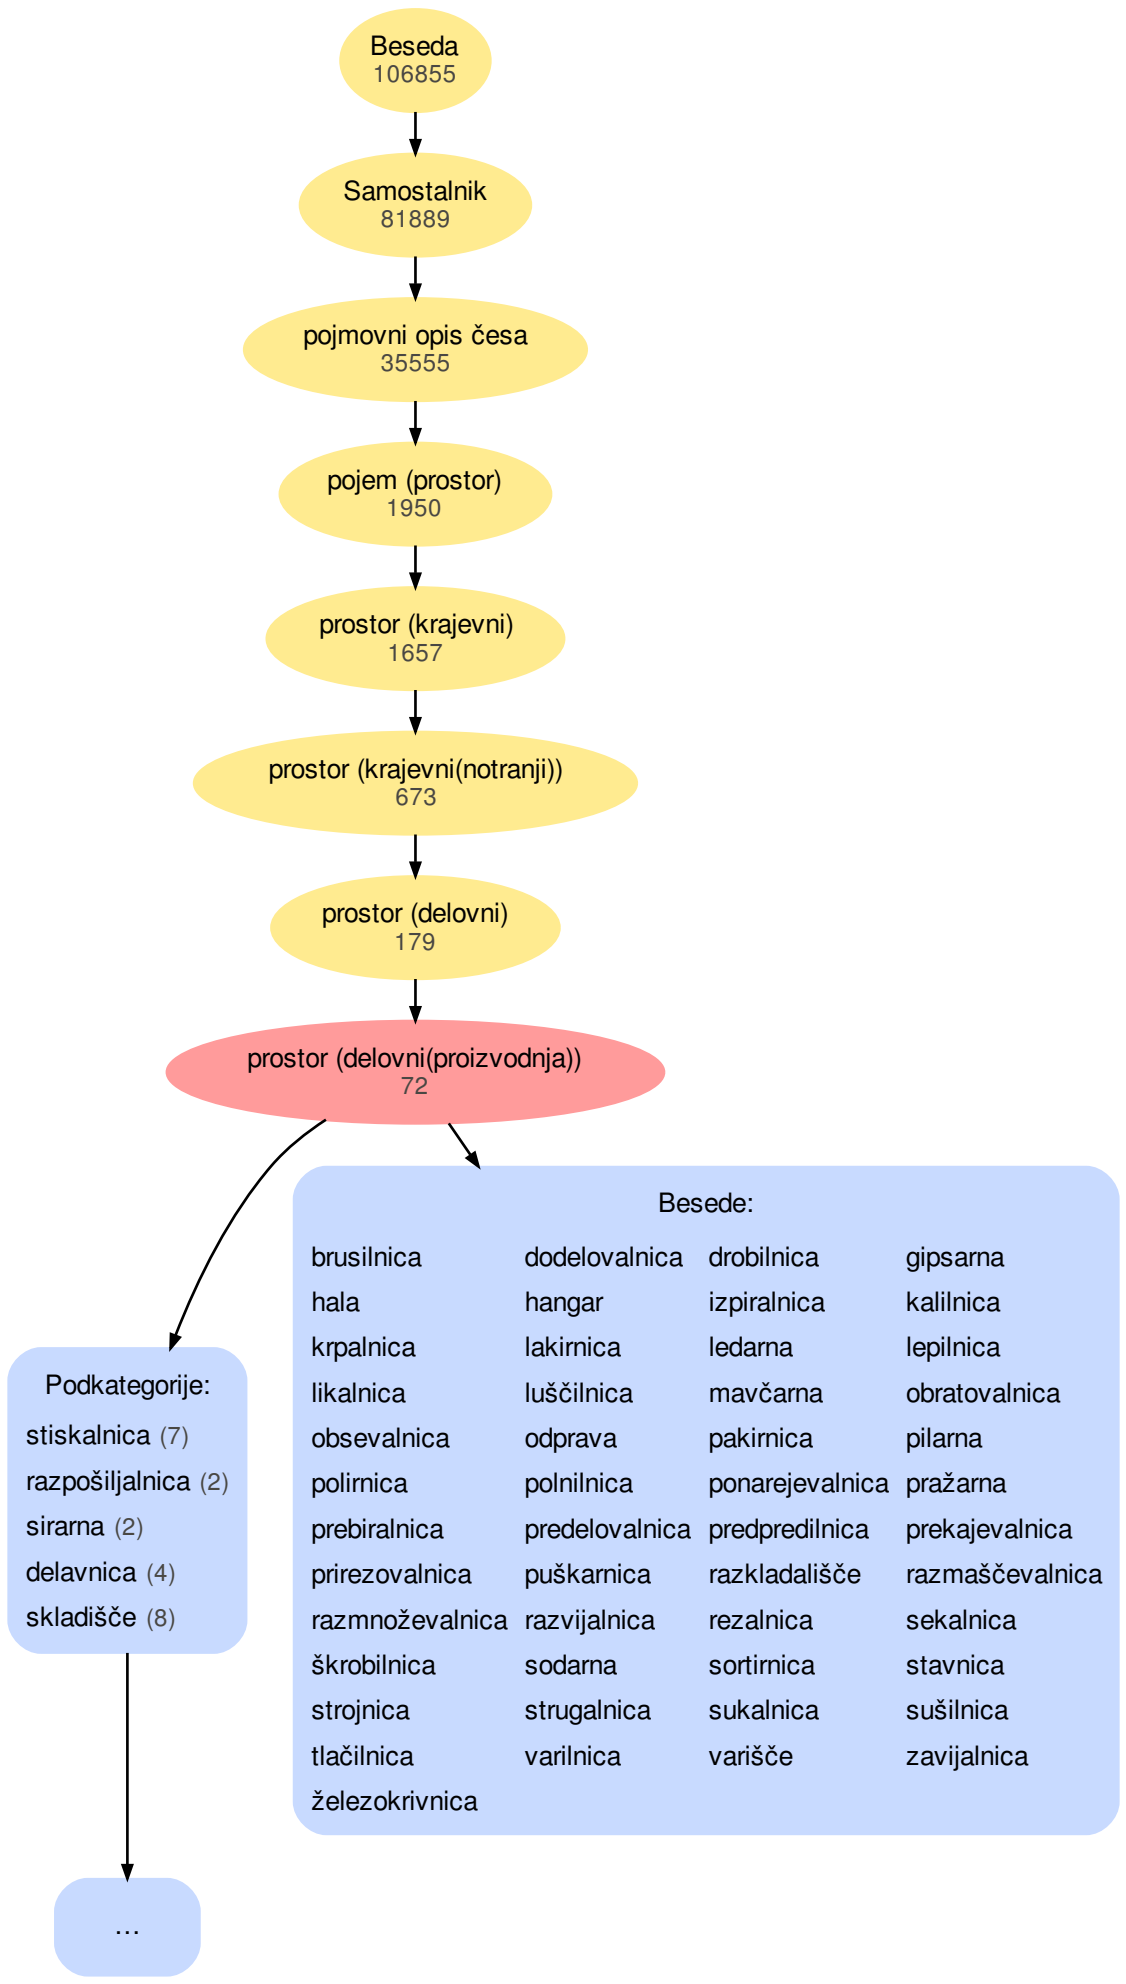 Beseda
106855
Samostalnik
81889
pojmovni opis česa
35555
pojem (prostor)
1950
prostor (krajevni)
1657
prostor (krajevni(notranji))
673
prostor (delovni)
179
prostor (delovni(proizvodnja))
72
Podkategorije:
stiskalnica (7)
razpošiljalnica (2)
sirarna (2)
delavnica (4)
skladišče (8)
...
Besede:
brusilnica dodelovalnica drobilnica gipsarna
hala hangar izpiralnica kalilnica
krpalnica lakirnica ledarna lepilnica
likalnica luščilnica mavčarna obratovalnica
obsevalnica odprava pakirnica pilarna
polirnica polnilnica ponarejevalnica pražarna
prebiralnica predelovalnica predpredilnica prekajevalnica
prirezovalnica puškarnica razkladališče razmaščevalnica
razmnoževalnica razvijalnica rezalnica sekalnica
škrobilnica sodarna sortirnica stavnica
strojnica strugalnica sukalnica sušilnica
tlačilnica varilnica varišče zavijalnica
železokrivnica